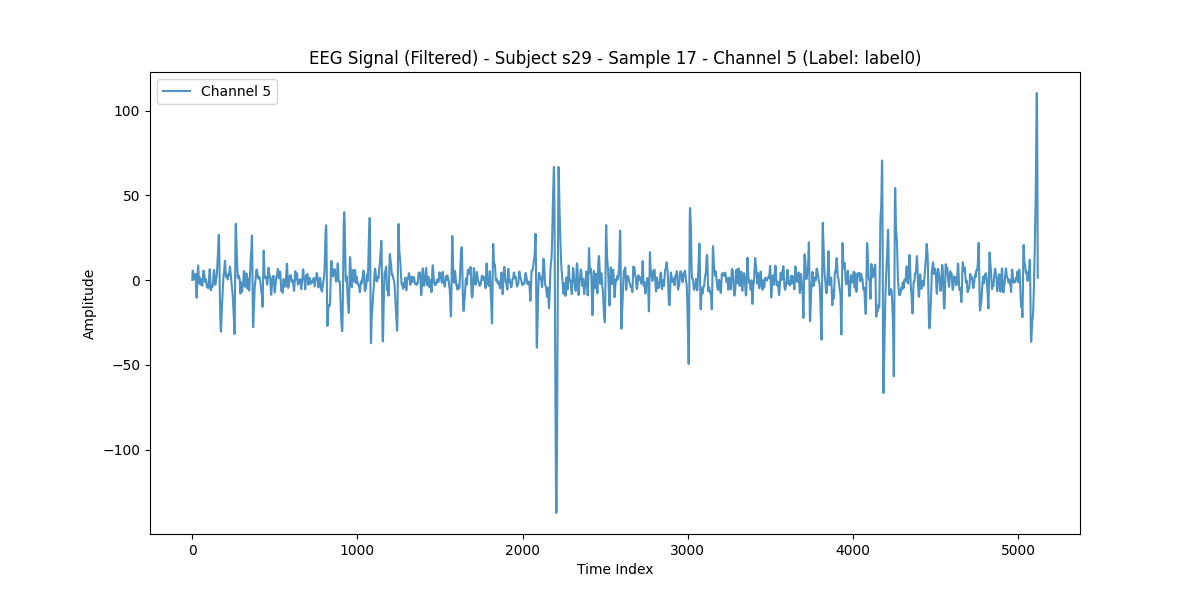 EEG Signal (Filtered) - Subject s29 - Sample 17 - Channel 5 (Label: label0)
Channel 5
100
50
0
−50
−100
Amplitude
0 1000 2000 3000 4000 5000
Time Index